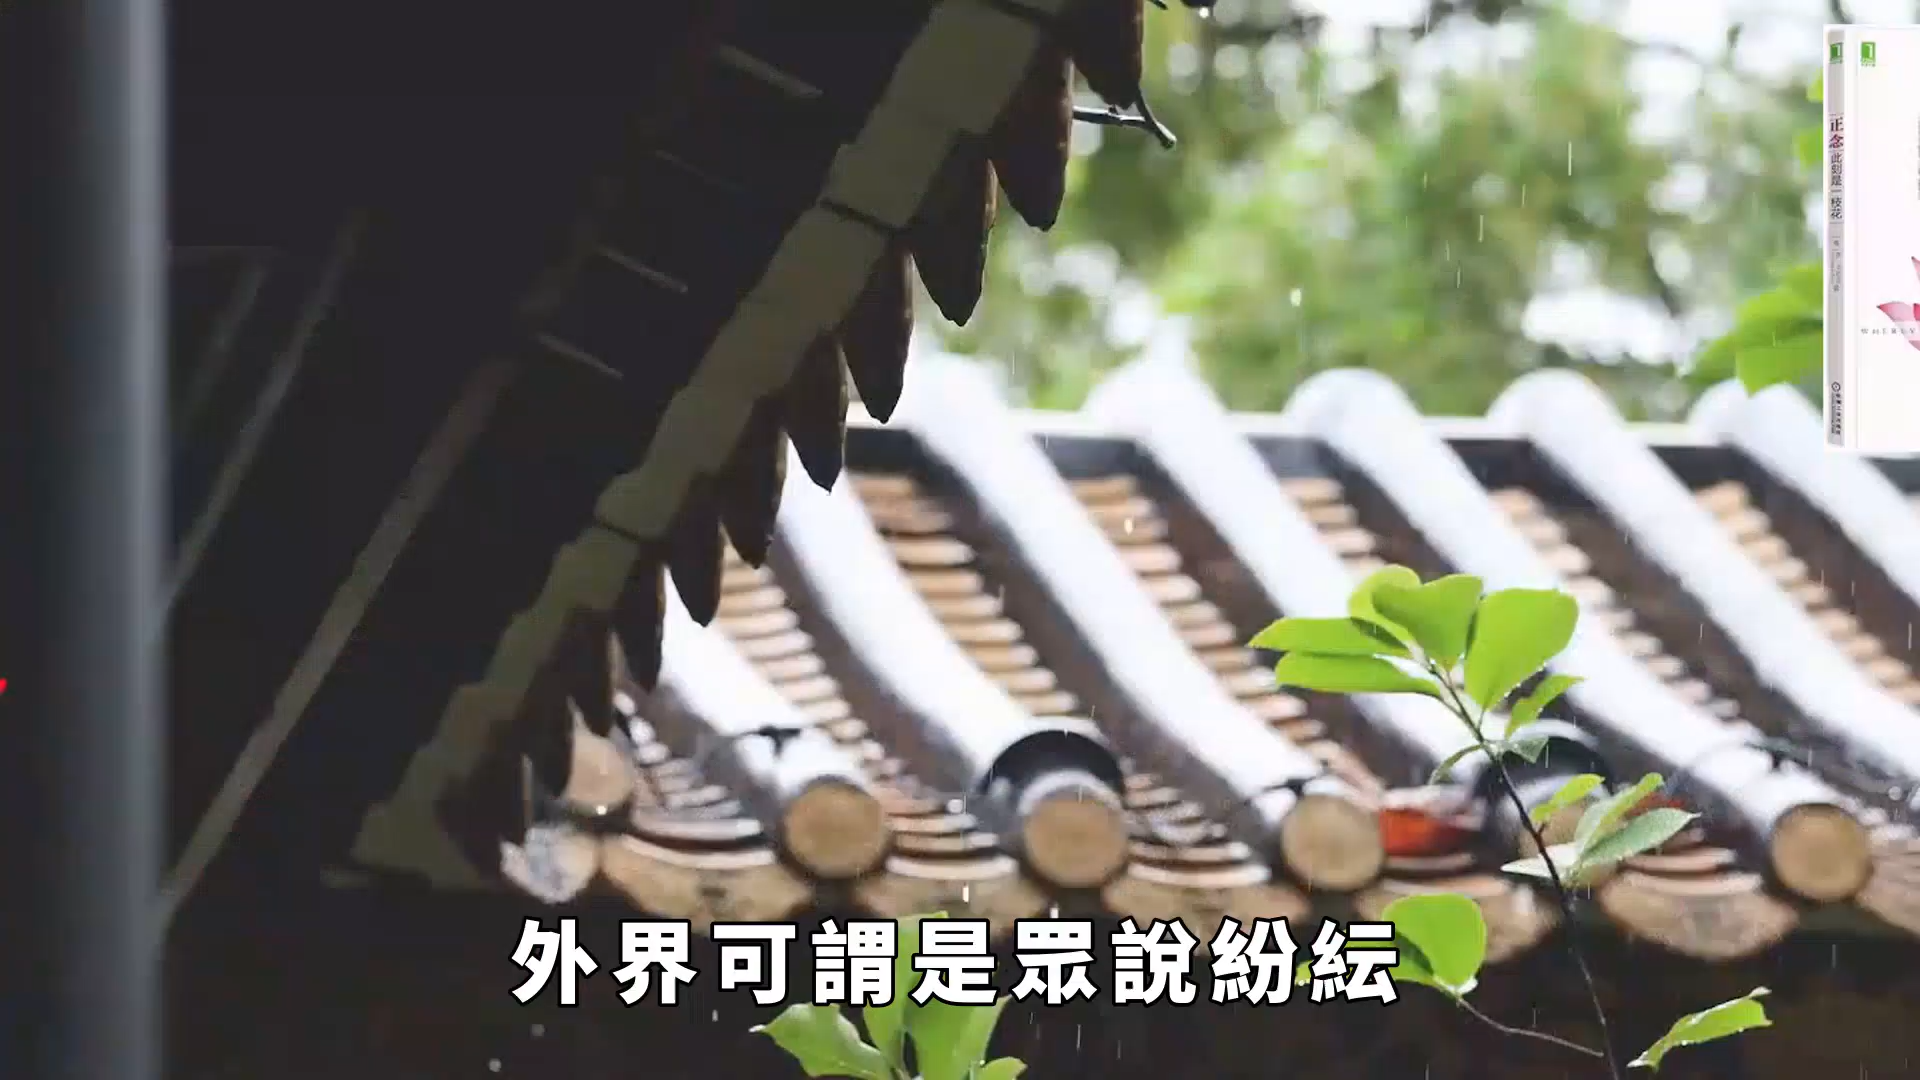 正念 此刻是一枝花
外界可謂是眾說紛紜